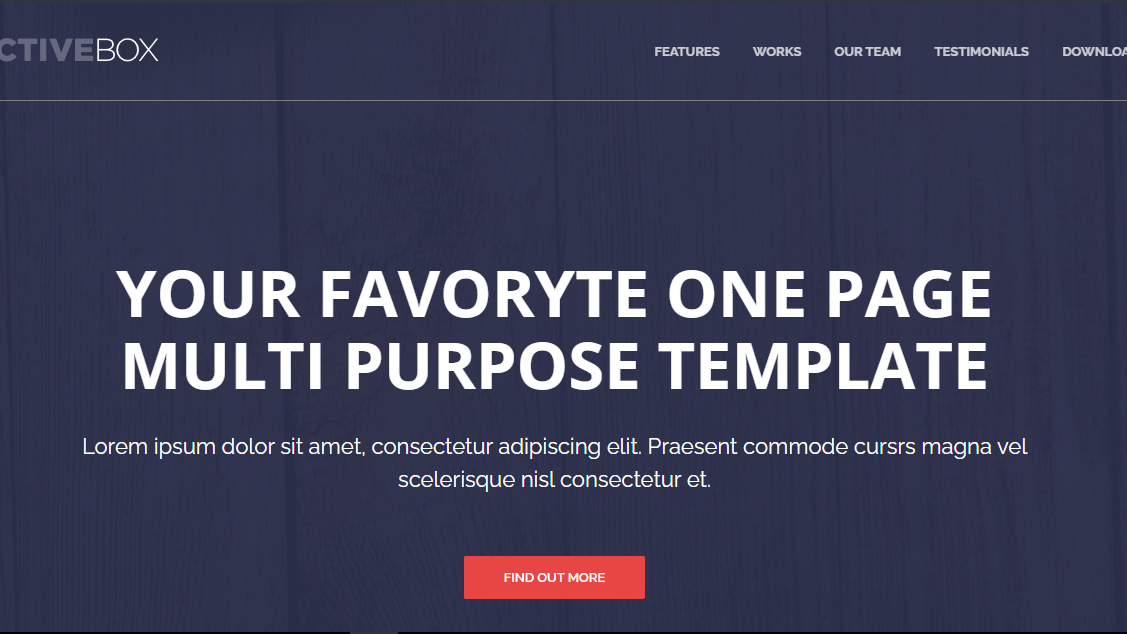 CTIVEBOX
FEATURES WORKS OUR TEAM TESTIMONIALS DOWNLOA
YOUR FAVORYTE ONE PAGE
MULTI PURPOSE TEMPLATE
Lorem ipsum dolor sit amet, consectetur adipiscing elit. Praesent commode cursrs magna vel
scelerisque nisl consectetur et.
FIND OUT MORE